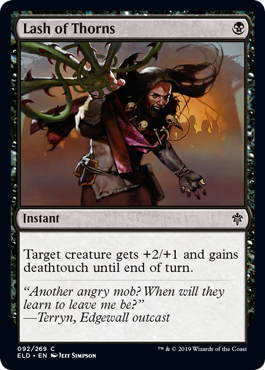 Lash of Thorns
Instant
Target creature gets +2/+1 and gains
deathtouch until end of turn.
“Another angry mob? When will they
learn to leave me be?”
—Terryn, Edgewall outcast
092/269 C
ELD • EN Jeff Simpson
™ & © 2019 Wizards of the Coast